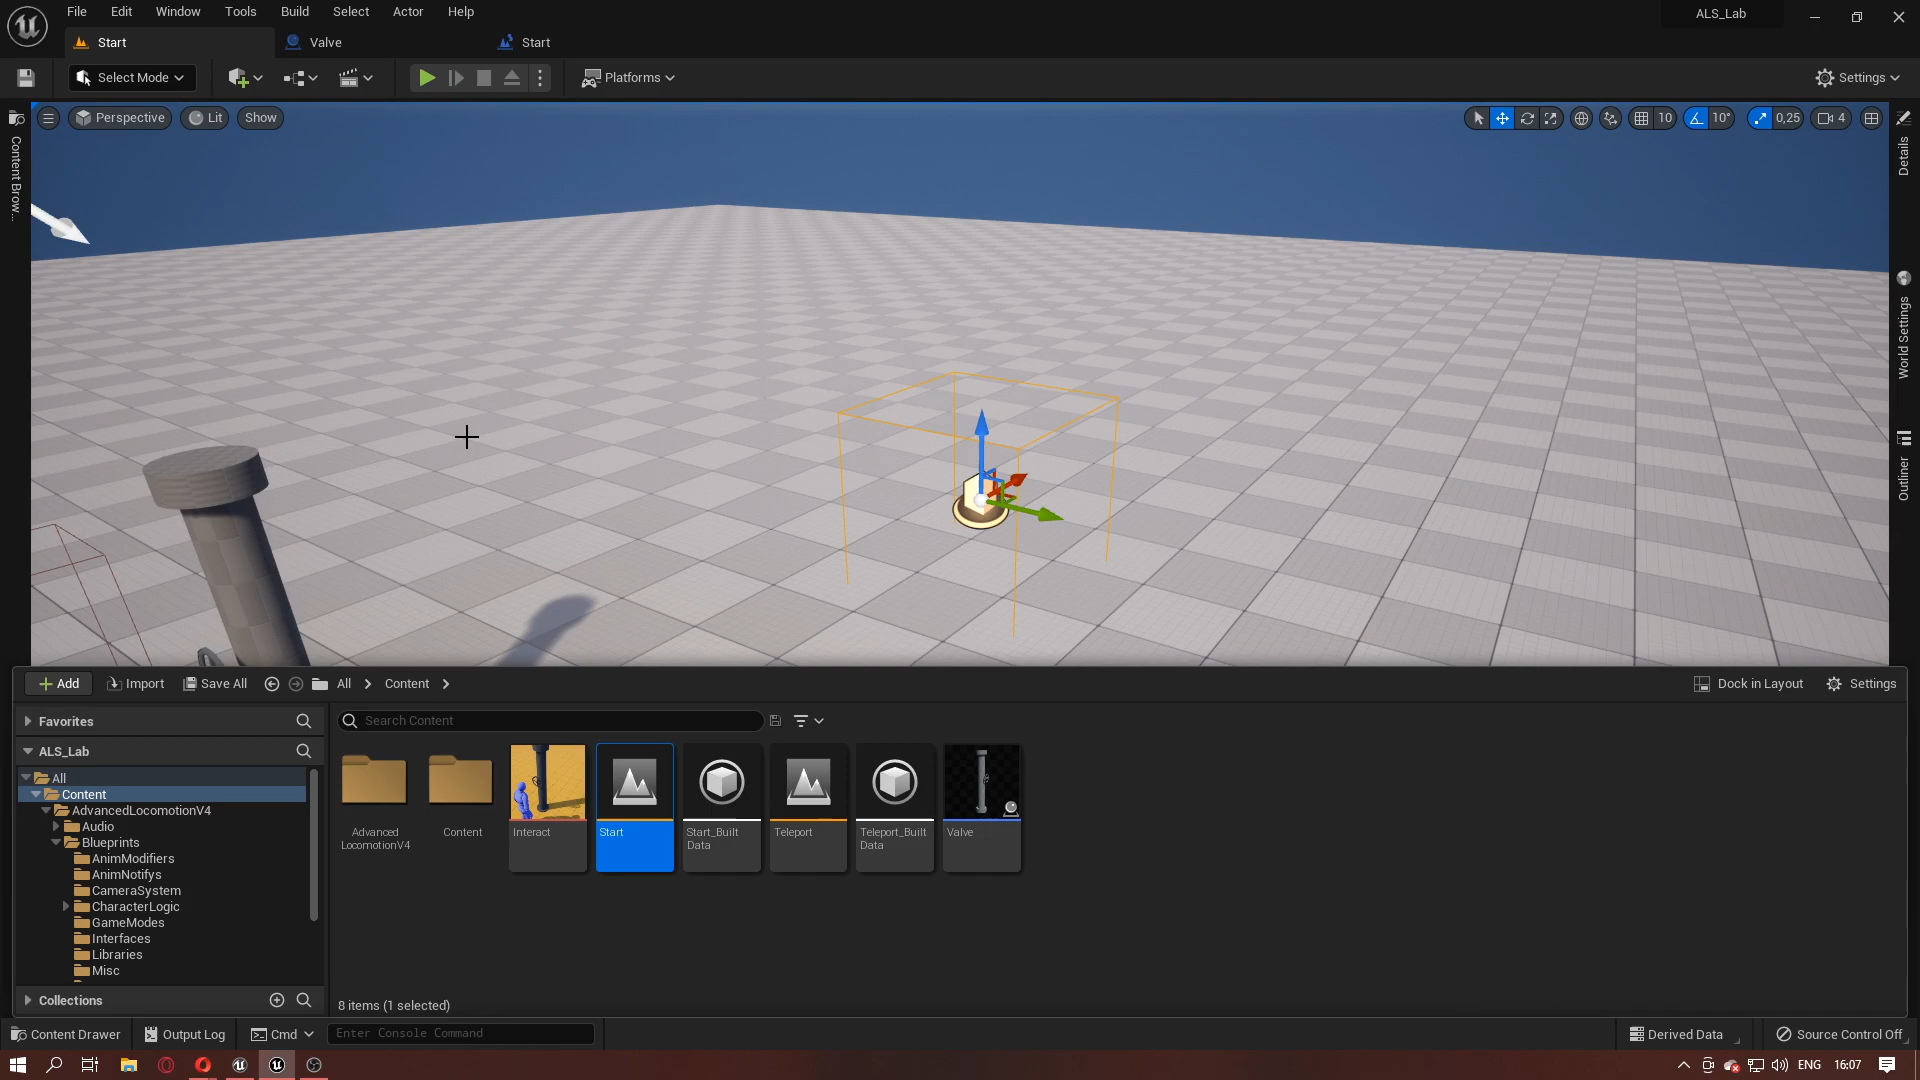 File Edit Window Tools Build Select Actor Help
ALS_Lab
Start
Valve
Start
Select Mode
Platforms
Settings
Perspective
Lit
Show
10
10°
0,25
4
Content Brow...
Details
World Settings
Outliner
Add
Import
Save All
All
Content
Dock in Layout
Settings
Favorites
Search Content
ALS_Lab
All
Content
AdvancedLocomotionV4
Audio
Blueprints
AnimModifiers
AnimNotifys
CameraSystem
CharacterLogic
GameModes
Interfaces
Libraries
Misc
Advanced
LocomotionV4
Content
Interact
Start
Start_Built
Data
Teleport
Teleport_Built
Data
Valve
Collections
8 items (1 selected)
Content Drawer
Output Log
Cmd
Enter Console Command
Derived Data
Source Control Off
ENG
16:07